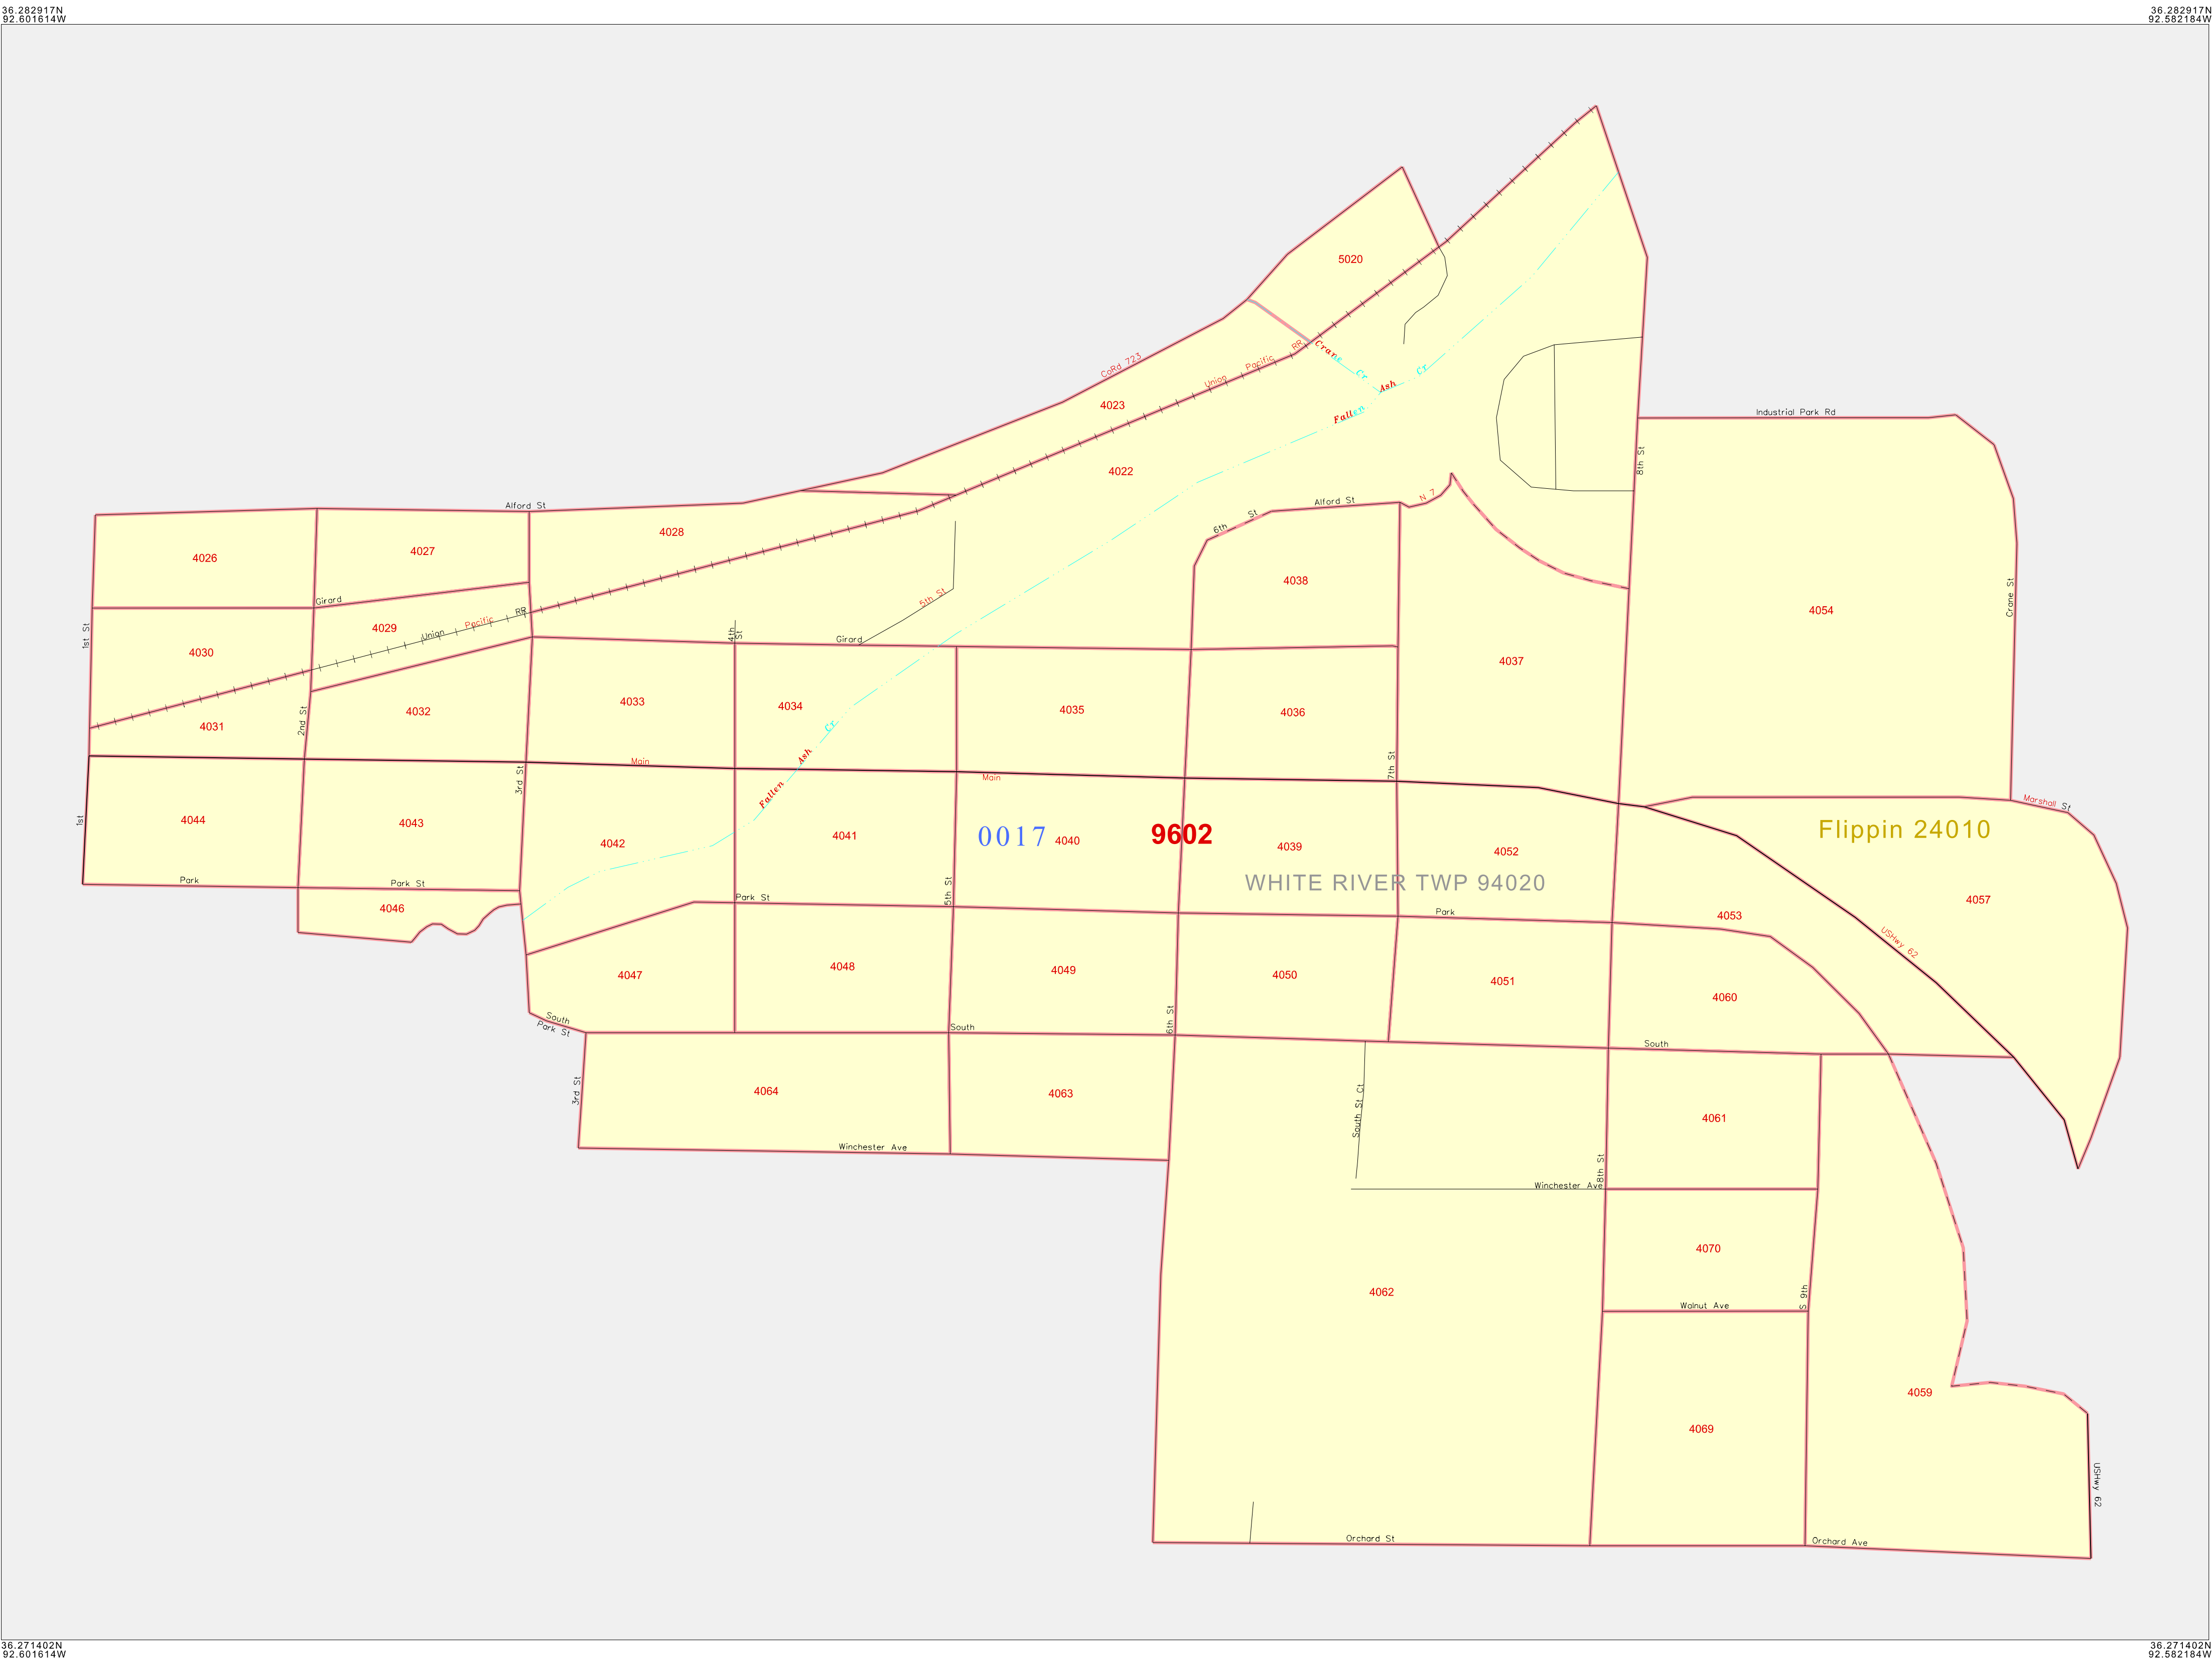 36.282917N
92.601614W
36.282917N
92.582184W
5020
CoRd 723
Union Pacific RR
Crane Cr
Fallen Ash Cr
4023
Industrial Park Rd
4022
8th St
Alford St
Alford St
N 7
6th St
4026
4027
4028
4038
Crane St
Girard
5th St
4054
Union Pacific RR
4029
1st St
4th St
Girard
4030
4037
4033
4034
4035
4036
4031
2nd St
4032
Fallen Ash Cr
Main
Main
7th St
3rd St
Marshall St
1st
4044
4043
4042
4041
0017
4040
9602
4039
4052
Flippin 24010
WHITE RIVER TWP 94020
Park
Park St
5th St
Park St
Park
4046
4053
4057
USHwy 62
4047
4048
4049
4050
4051
4060
South
Park St
South
6th St
South
3rd St
4064
4063
South St Ct
4061
Winchester Ave
8th St
Winchester Ave
4070
4062
S 9th
Walnut Ave
4059
4069
USHwy 62
Orchard St
Orchard Ave
36.271402N
92.601614W
36.271402N
92.582184W